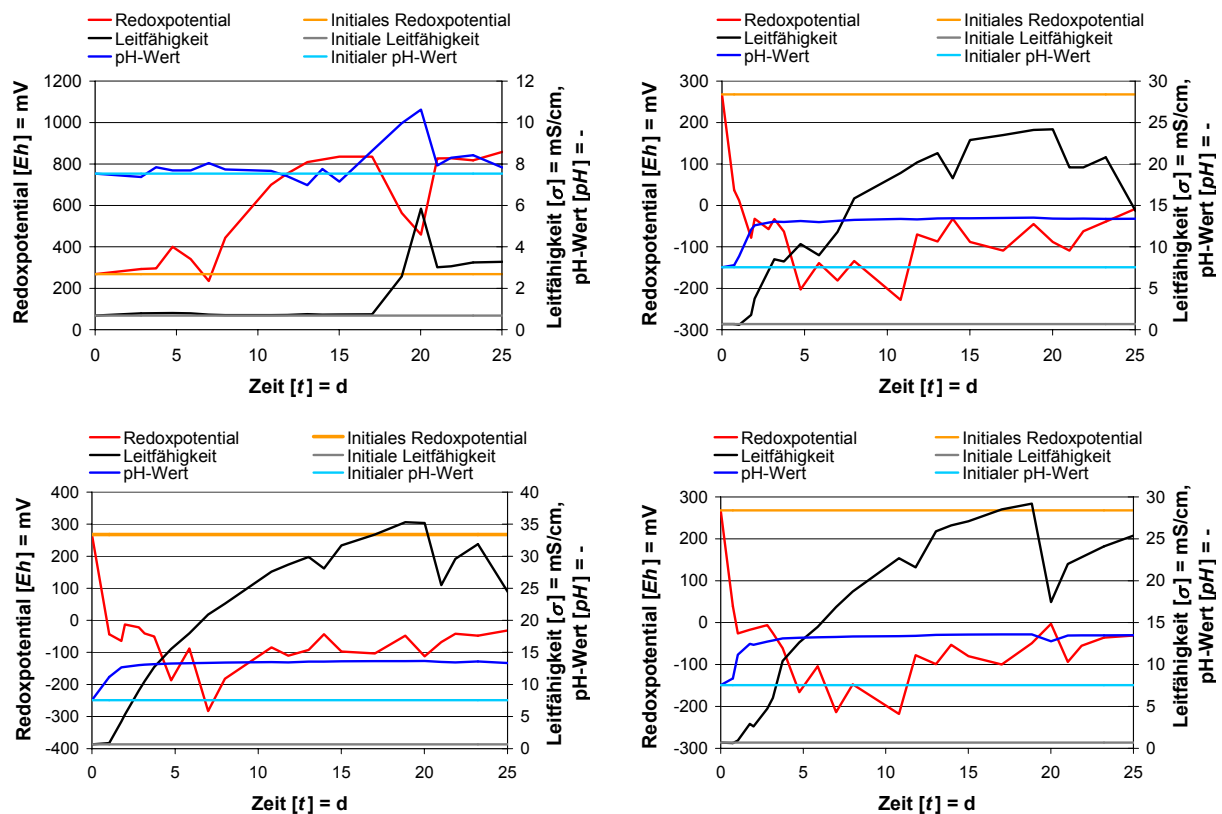 Redoxpotential
Initiales Redoxpotential
Leitfähigkeit
Initiale Leitfähigkeit
pH-Wert
Initialer pH-Wert
Redoxpotential [Eh] = mV
1200
1000
800
600
400
200
0
12
10
8
6
4
2
0
Leitfähigkeit [σ] = mS/cm,
pH-Wert [pH] = -
0 5 10 15 20 25
Zeit [t] = d
Redoxpotential
Initiales Redoxpotential
Leitfähigkeit
Initiale Leitfähigkeit
pH-Wert
Initialer pH-Wert
Redoxpotential [Eh] = mV
300
200
100
0
-100
-200
-300
30
25
20
15
10
5
0
Leitfähigkeit [σ] = mS/cm,
pH-Wert [pH] = -
0 5 10 15 20 25
Zeit [t] = d
Redoxpotential
Initiales Redoxpotential
Leitfähigkeit
Initiale Leitfähigkeit
pH-Wert
Initialer pH-Wert
Redoxpotential [Eh] = mV
400
300
200
100
0
-100
-200
-300
-400
40
35
30
25
20
15
10
5
0
Leitfähigkeit [σ] = mS/cm,
pH-Wert [pH] = -
0 5 10 15 20 25
Zeit [t] = d
Redoxpotential
Initiales Redoxpotential
Leitfähigkeit
Initiale Leitfähigkeit
pH-Wert
Initialer pH-Wert
Redoxpotential [Eh] = mV
300
200
100
0
-100
-200
-300
30
25
20
15
10
5
0
Leitfähigkeit [σ] = mS/cm,
pH-Wert [pH] = -
0 5 10 15 20 25
Zeit [t] = d